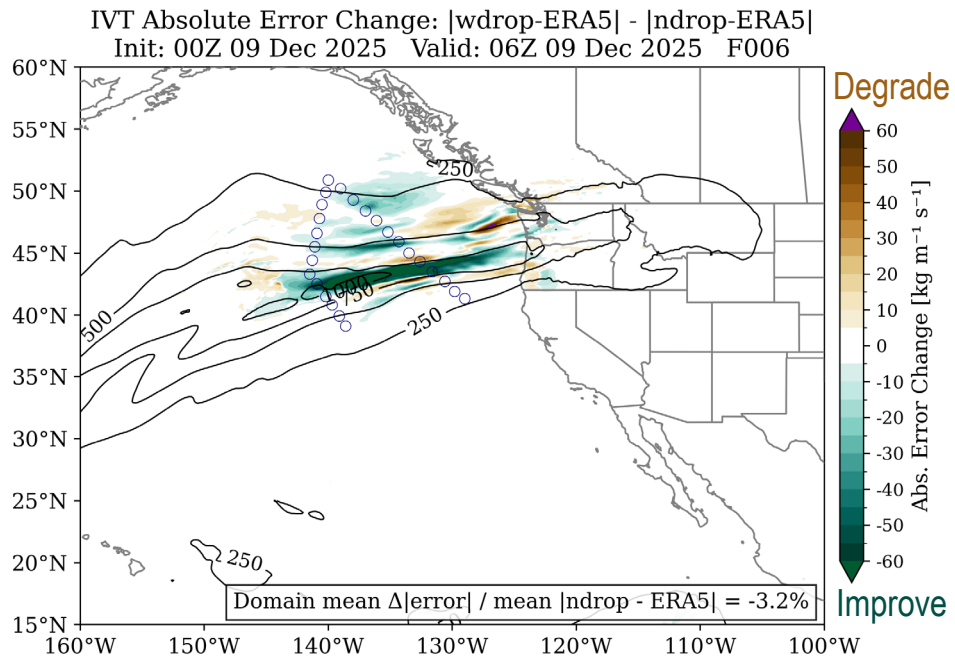 IVT Absolute Error Change: |wdrop-ERA5| - |ndrop-ERA5|
Init: 00Z 09 Dec 2025 Valid: 06Z 09 Dec 2025 F006
60°N
55°N
50°N
45°N
40°N
35°N
30°N
25°N
20°N
15°N
250
500
1000
750
250
250
Domain mean Δ|error| / mean |ndrop - ERA5| = -3.2%
160°W
150°W
140°W
130°W
120°W
110°W
100°W
Degrade
60
50
40
30
20
10
0
-10
-20
-30
-40
-50
-60
Abs. Error Change [kg m⁻¹ s⁻¹]
Improve